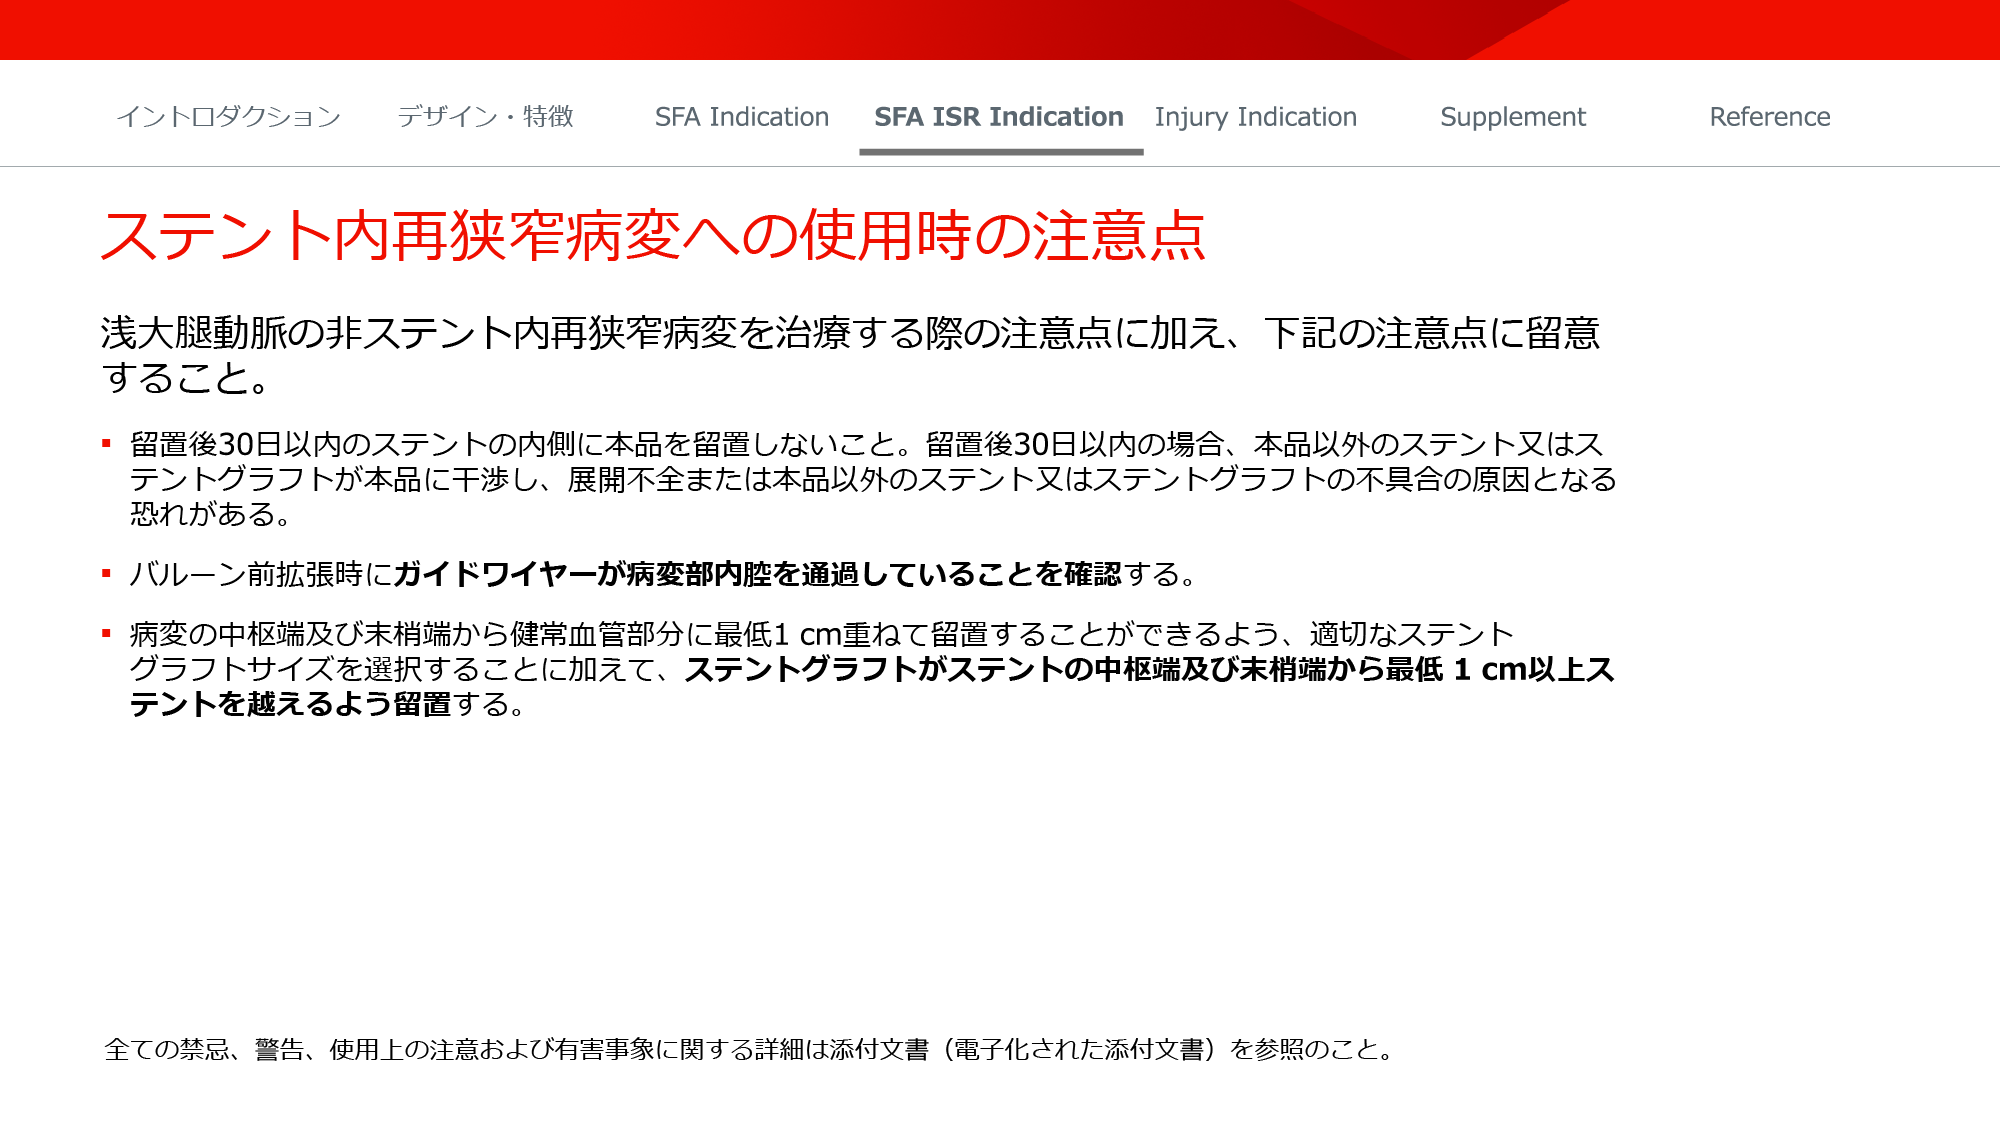 イントロダクション デザイン・特徴 SFA Indication SFA ISR Indication Injury Indication Supplement Reference
ステント内再狭窄病変への使用時の注意点
浅大腿動脈の非ステント内再狭窄病変を治療する際の注意点に加え、下記の注意点に留意
すること。
▪ 留置後30日以内のステントの内側に本品を留置しないこと。留置後30日以内の場合、本品以外のステント又はス
テントグラフトが本品に干渉し、展開不全または本品以外のステント又はステントグラフトの不具合の原因となる
恐れがある。
▪ バルーン前拡張時にガイドワイヤーが病変部内腔を通過していることを確認する。
▪ 病変の中枢端及び末梢端から健常血管部分に最低1 cm重ねて留置することができるよう、適切なステント
グラフトサイズを選択することに加えて、ステントグラフトがステントの中枢端及び末梢端から最低 1 cm以上ス
テントを越えるよう留置する。
全ての禁忌、警告、使用上の注意および有害事象に関する詳細は添付文書（電子化された添付文書）を参照のこと。